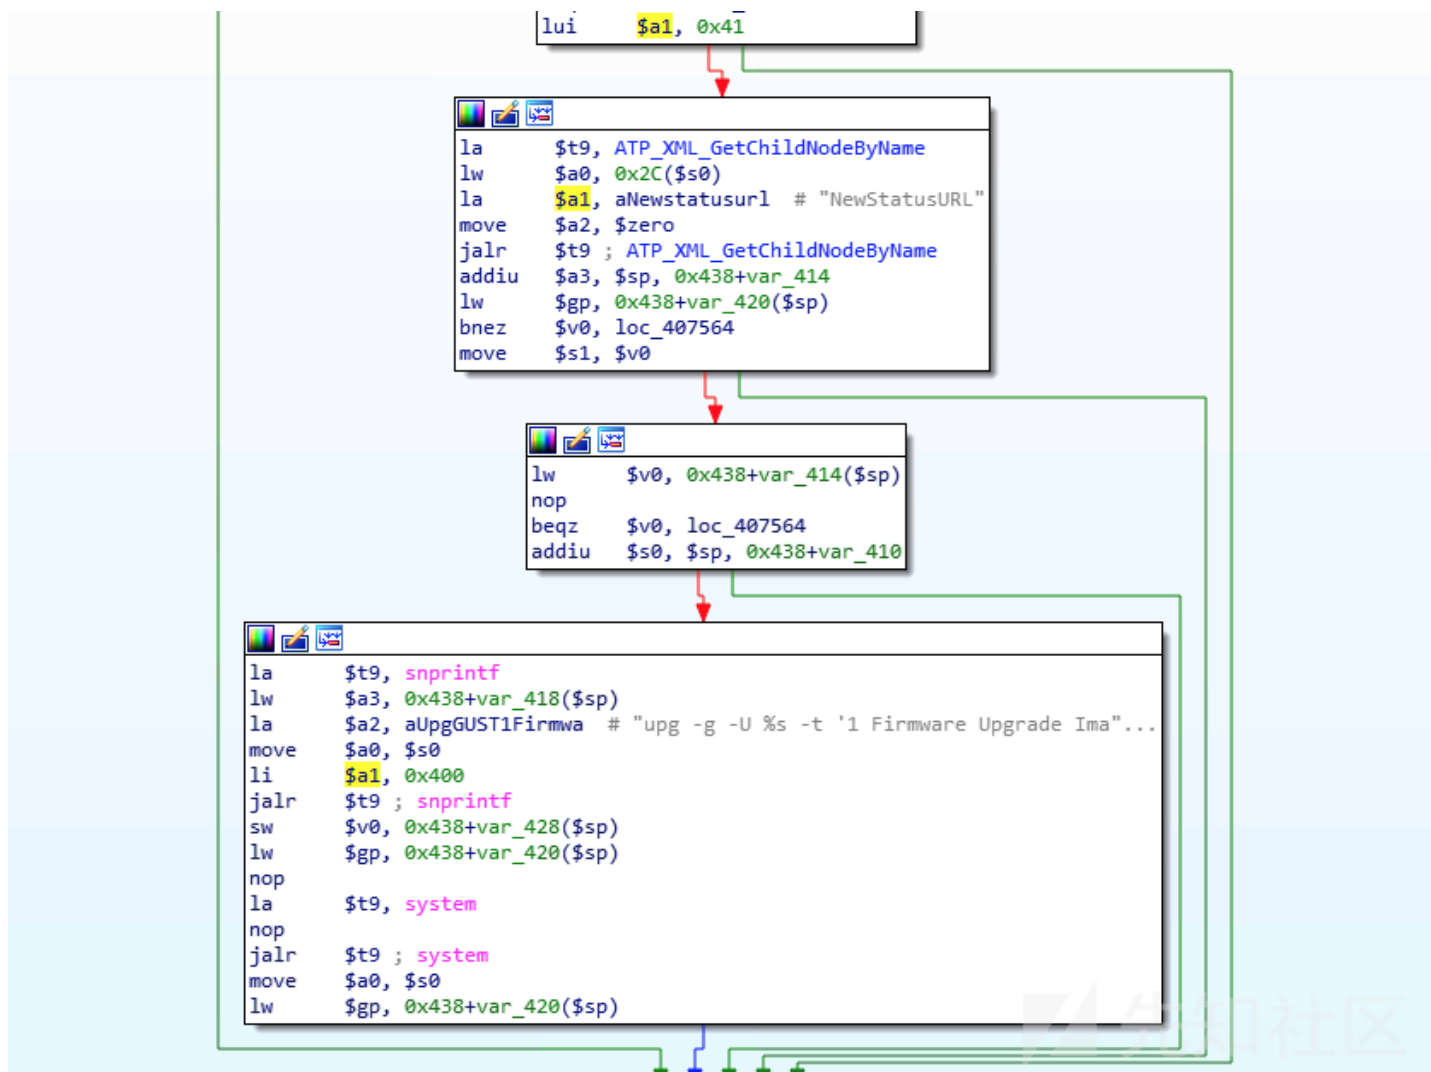 lui $a1, 0x41
la $t9, ATP_XML_GetChildNodeByName
lw $a0, 0x2C($s0)
la $a1, aNewstatusurl # "NewStatusURL"
move $a2, $zero
jalr $t9 ; ATP_XML_GetChildNodeByName
addiu $a3, $sp, 0x438+var_414
lw $gp, 0x438+var_420($sp)
bnez $v0, loc_407564
move $s1, $v0
lw $v0, 0x438+var_414($sp)
nop
beqz $v0, loc_407564
addiu $s0, $sp, 0x438+var_410
la $t9, snprintf
lw $a3, 0x438+var_418($sp)
la $a2, aUpgGUST1Firmwa # "upg -g -U %s -t '1 Firmware Upgrade Ima"...
move $a0, $s0
li $a1, 0x400
jalr $t9 ; snprintf
sw $v0, 0x438+var_428($sp)
lw $gp, 0x438+var_420($sp)
nop
la $t9, system
nop
jalr $t9 ; system
move $a0, $s0
lw $gp, 0x438+var_420($sp)
先知社区